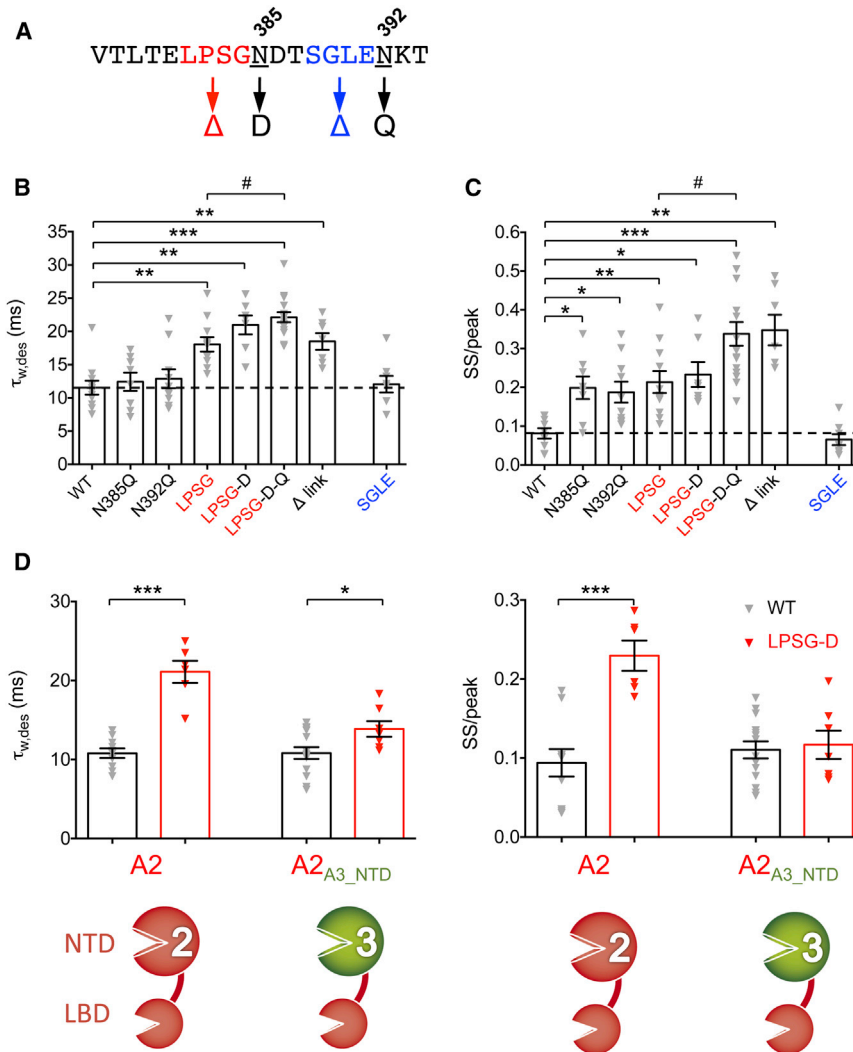 A
385
392
VTLTELPSGNDTSGLENKT
Δ D Δ Q
B
#
**
***
**
**
τw,des (ms)
35
30
25
20
15
10
5
0
WT
N385Q
N392Q
LPSG
LPSG-D
LPSG-D-Q
Δ link
SGLE
C
#
**
***
*
**
*
*
SS/peak
0.6
0.5
0.4
0.3
0.2
0.1
0.0
WT
N385Q
N392Q
LPSG
LPSG-D
LPSG-D-Q
Δ link
SGLE
D
***
*
τw,des (ms)
30
20
10
0
A2
A2A3_NTD
NTD
2
3
LBD
***
WT
LPSG-D
SS/peak
0.3
0.2
0.1
0.0
A2
A2A3_NTD
2
3